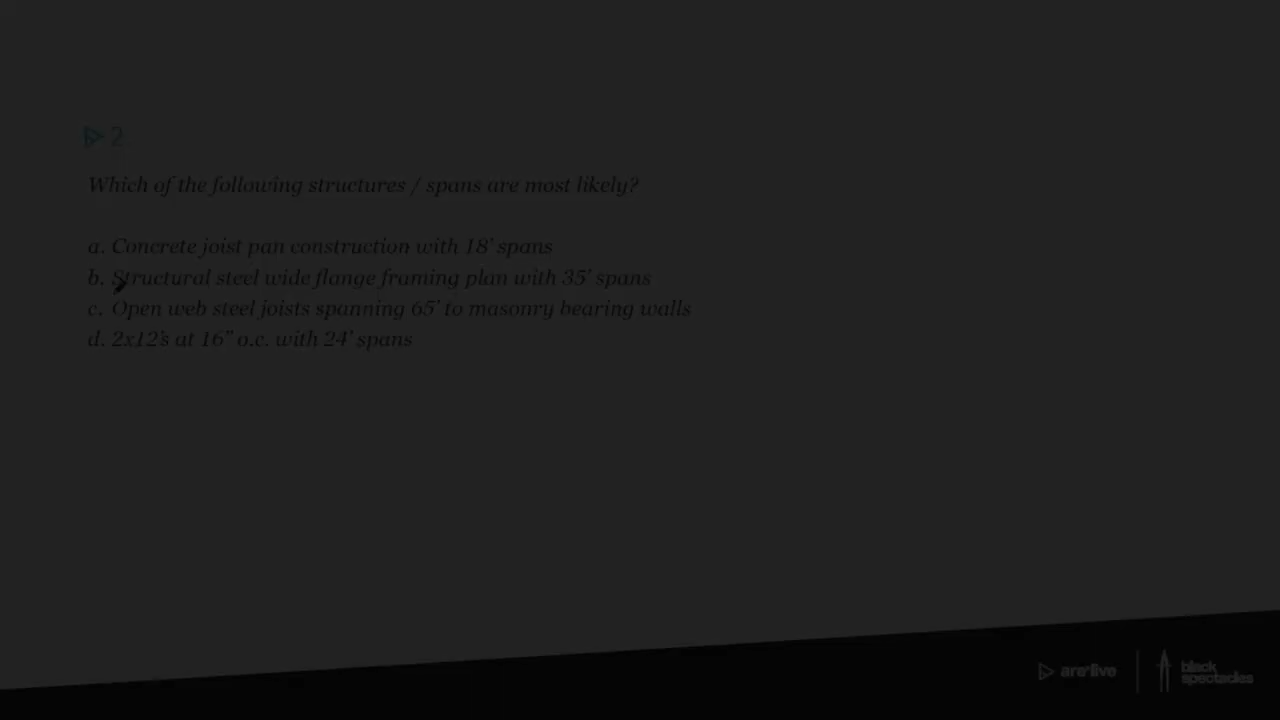 2
Which of the following structures / spans are most likely?
a. Concrete joist pan construction with 18' spans
b. Structural steel wide flange framing plan with 35' spans
c. Open web steel joists spanning 65' to masonry bearing walls
d. 2x12's at 16" o.c. with 24' spans
are live
black
spectacles